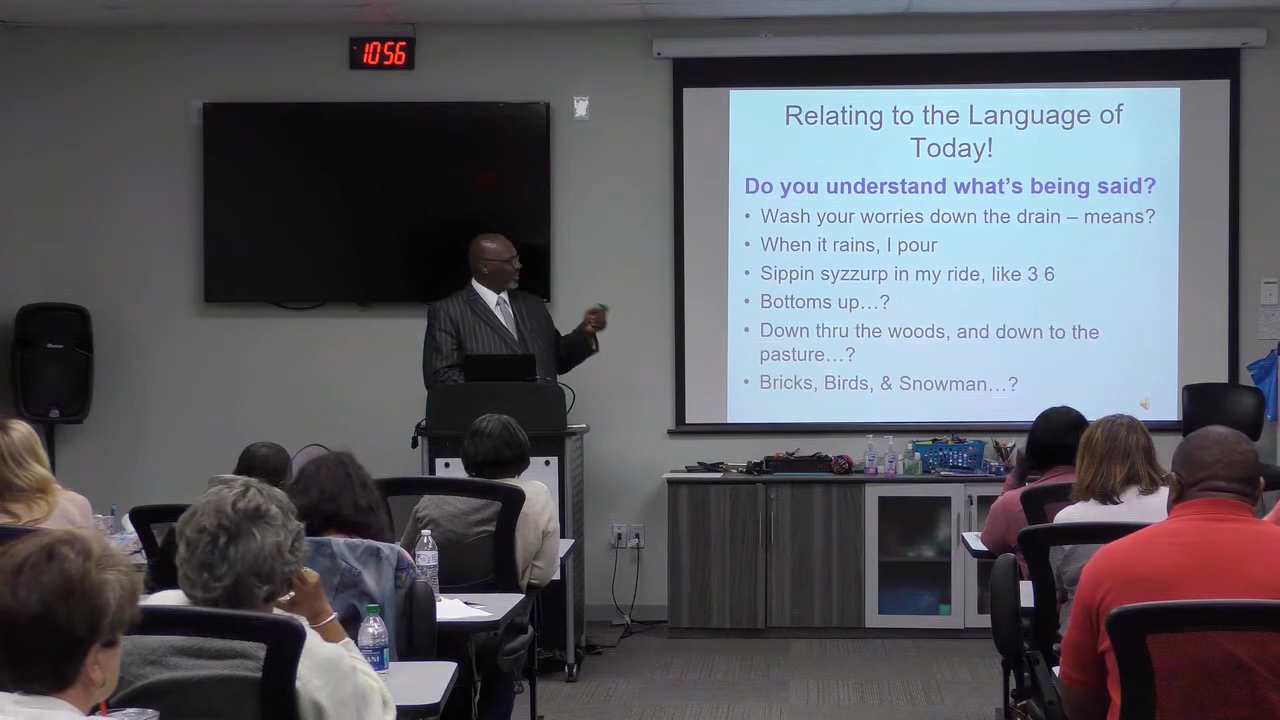 10:56
Relating to the Language of
Today!
Do you understand what's being said?
• Wash your worries down the drain – means?
• When it rains, I pour
• Sippin syzzurp in my ride, like 3 6
• Bottoms up…?
• Down thru the woods, and down to the
pasture…?
• Bricks, Birds, & Snowman…?